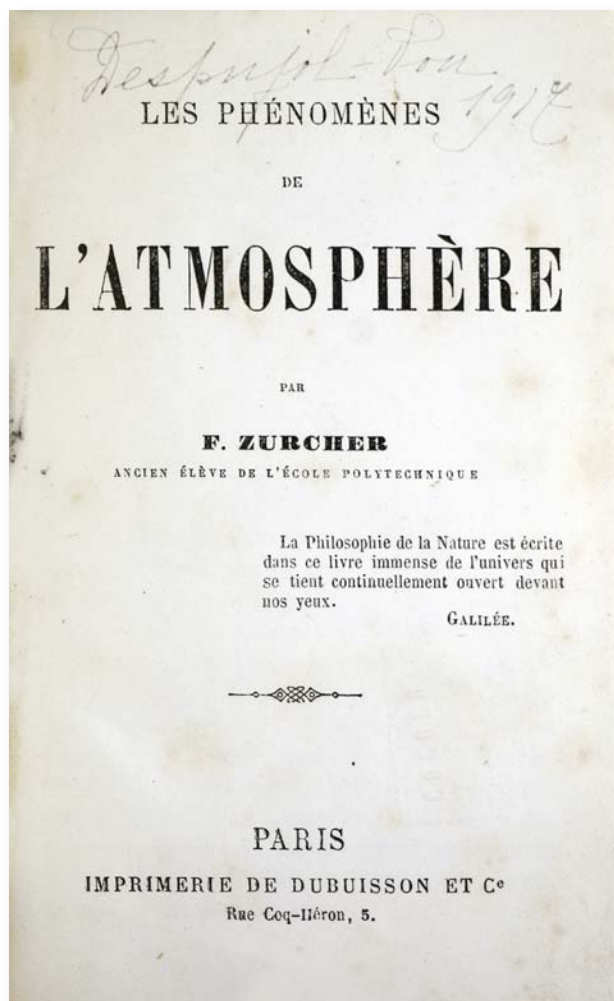 Despujol - Don
1917
LES PHÉNOMÈNES
DE
L'ATMOSPHÈRE
PAR
F. ZURCHER
ANCIEN ÉLÈVE DE L'ÉCOLE POLYTECHNIQUE
La Philosophie de la Nature est écrite
dans ce livre immense de l'univers qui
se tient continuellement ouvert devant
nos yeux.
GALILÉE.
PARIS
IMPRIMERIE DE DUBUISSON ET Cᵉ
Rue Coq-Héron, 5.